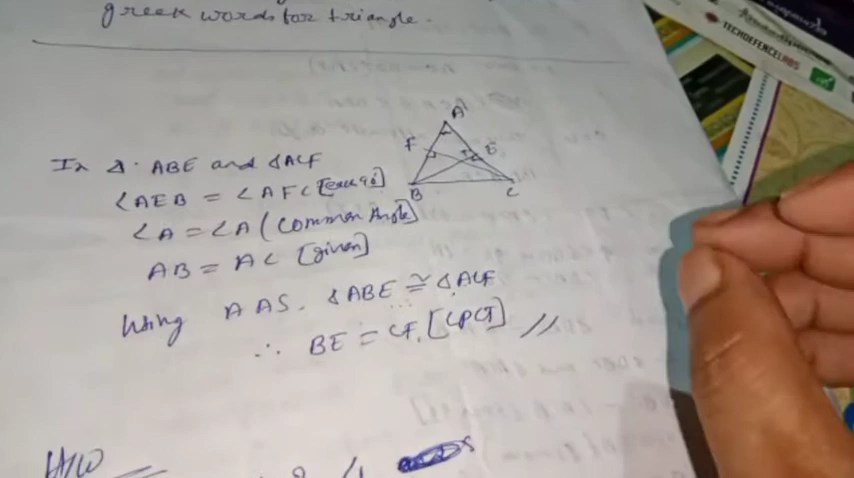 greek words for triangle.
TECHDEFENCELABS
A
F E
B C
In Δ. ABE and ΔACF
∠AEB = ∠AFC [each 90°]
∠A = ∠A (Common Angle)
AB = AC [given]
Using AAS. ΔABE ≅ ΔACF
∴ BE = CF. [CPCT] //
H/W